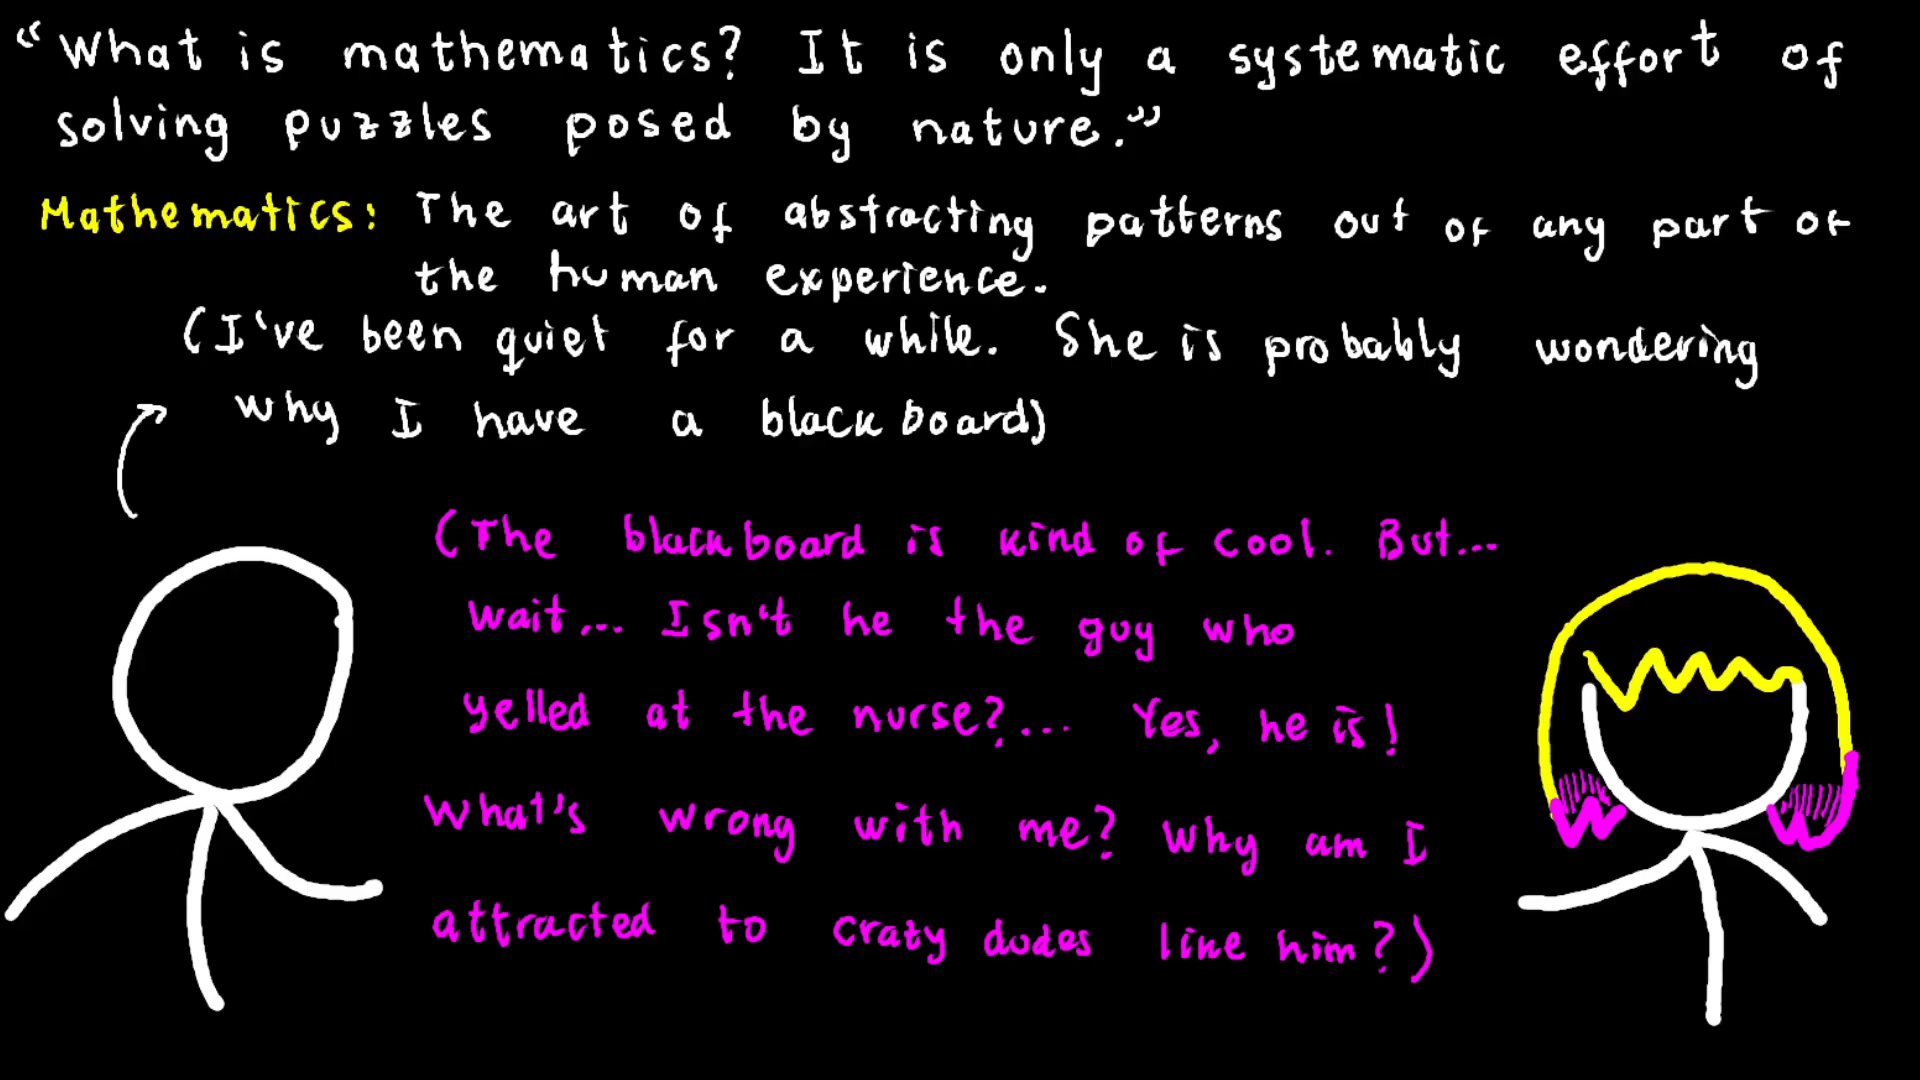 “What is mathematics? It is only a systematic effort of
solving puzzles posed by nature.”
Mathematics: The art of abstracting patterns out of any part of
the human experience.
(I've been quiet for a while. She is probably wondering
why I have a blackboard)
(The blackboard is kind of cool. But...
wait... Isn't he the guy who
yelled at the nurse?... Yes, he is!
What's wrong with me? Why am I
attracted to crazy dudes like him?)